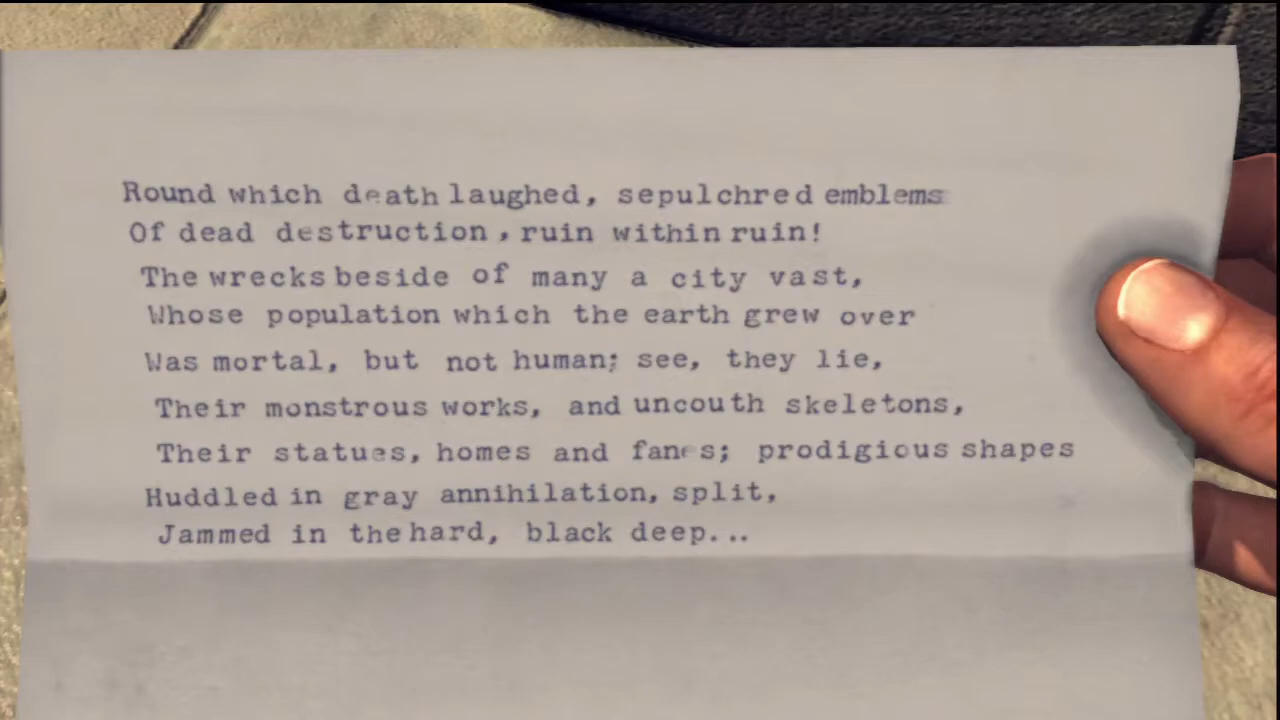 Round which death laughed, sepulchred emblems
Of dead destruction, ruin within ruin!
The wrecks beside of many a city vast,
Whose population which the earth grew over
Was mortal, but not human; see, they lie,
Their monstrous works, and uncouth skeletons,
Their statues, homes and fanes; prodigious shapes
Huddled in gray annihilation, split,
Jammed in the hard, black deep...